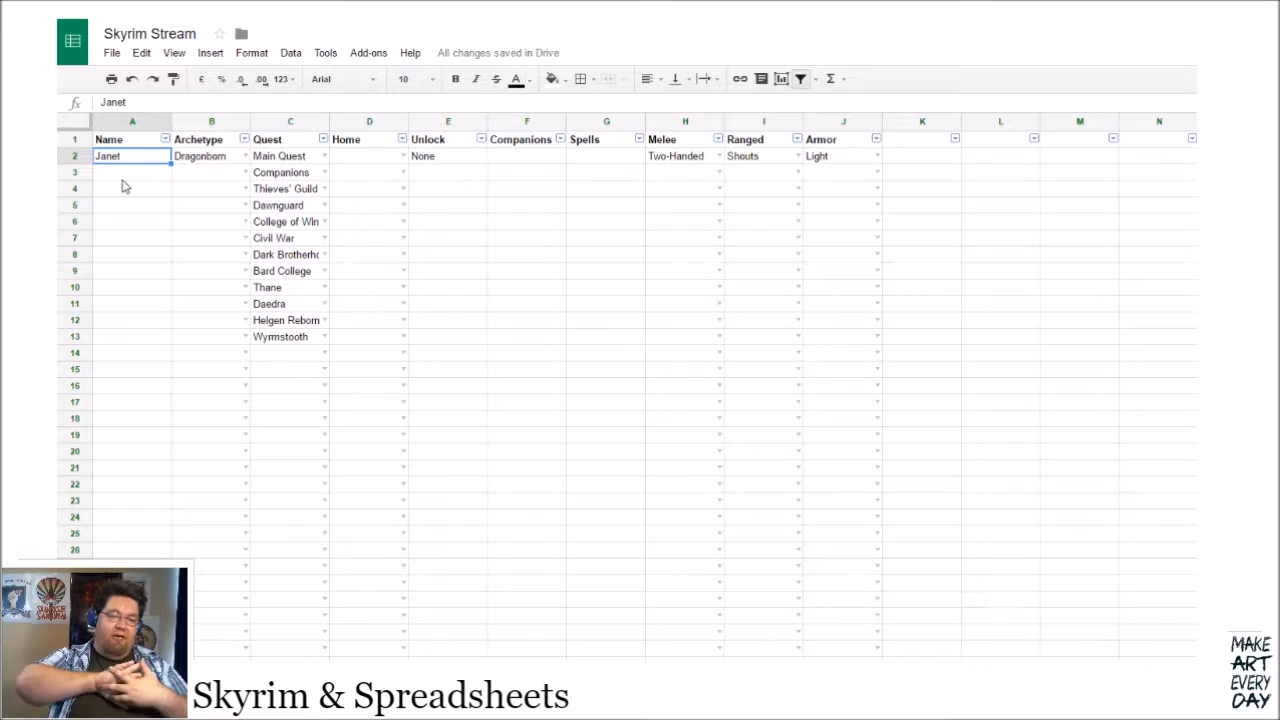 Skyrim Stream
File Edit View Insert Format Data Tools Add-ons Help All changes saved in Drive
£ % .0 .00 123 Arial 10 B I S A Σ
fx Janet
A B C D E F G H I J K L M N
1 Name Archetype Quest Home Unlock Companions Spells Melee Ranged Armor
2 Janet Dragonborn Main Quest None Two-Handed Shouts Light
3 Companions
4 Thieves' Guild
5 Dawnguard
6 College of Win
7 Civil War
8 Dark Brotherho
9 Bard College
10 Thane
11 Daedra
12 Helgen Reborn
13 Wyrmstooth
14
15
16
17
18
19
20
21
22
23
24
25
26
Skyrim & Spreadsheets
MAKE
ART
EVERY
DAY